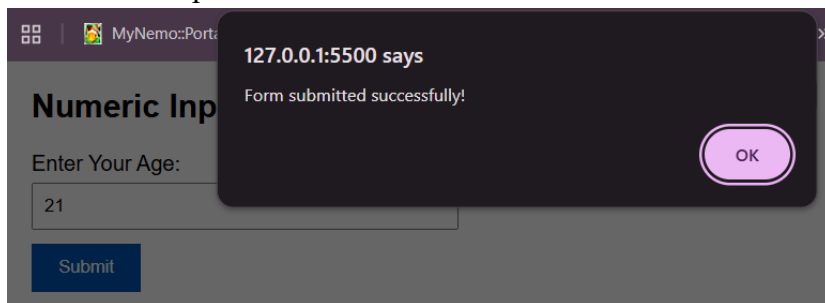 MyNemo::Porta
127.0.0.1:5500 says
Form submitted successfully!
OK
Numeric Inp
Enter Your Age:
21
Submit